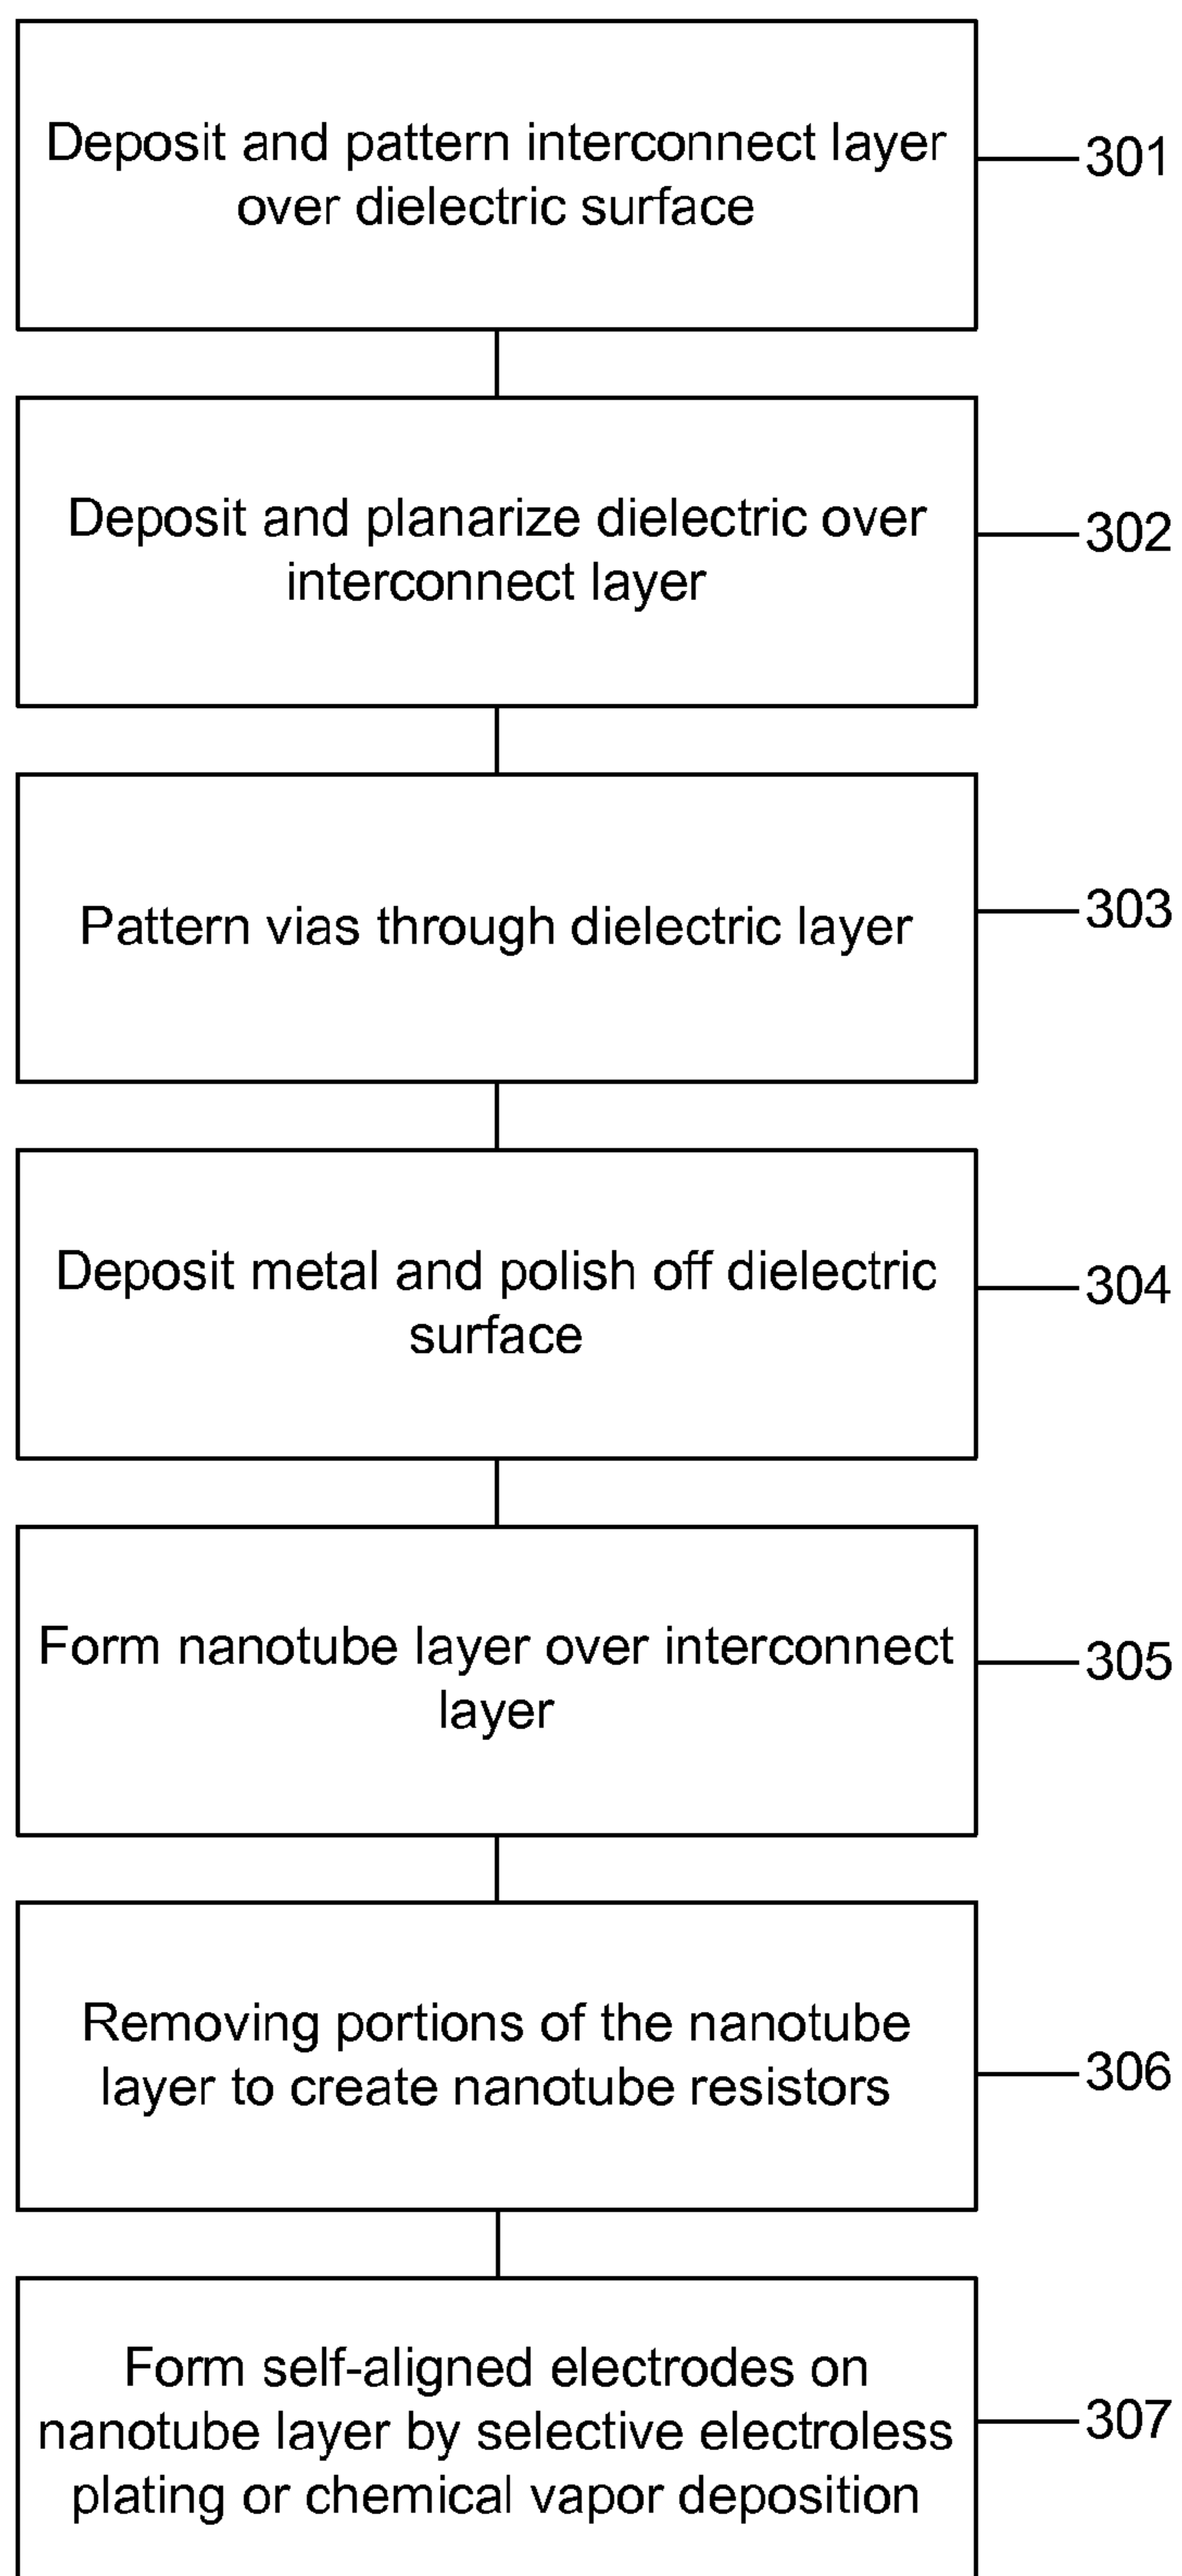 Deposit and pattern interconnect layer
over dielectric surface
301
Deposit and planarize dielectric over
interconnect layer
302
Pattern vias through dielectric layer
303
Deposit metal and polish off dielectric
surface
304
Form nanotube layer over interconnect
layer
305
Removing portions of the nanotube
layer to create nanotube resistors
306
Form self-aligned electrodes on
nanotube layer by selective electroless
plating or chemical vapor deposition
307